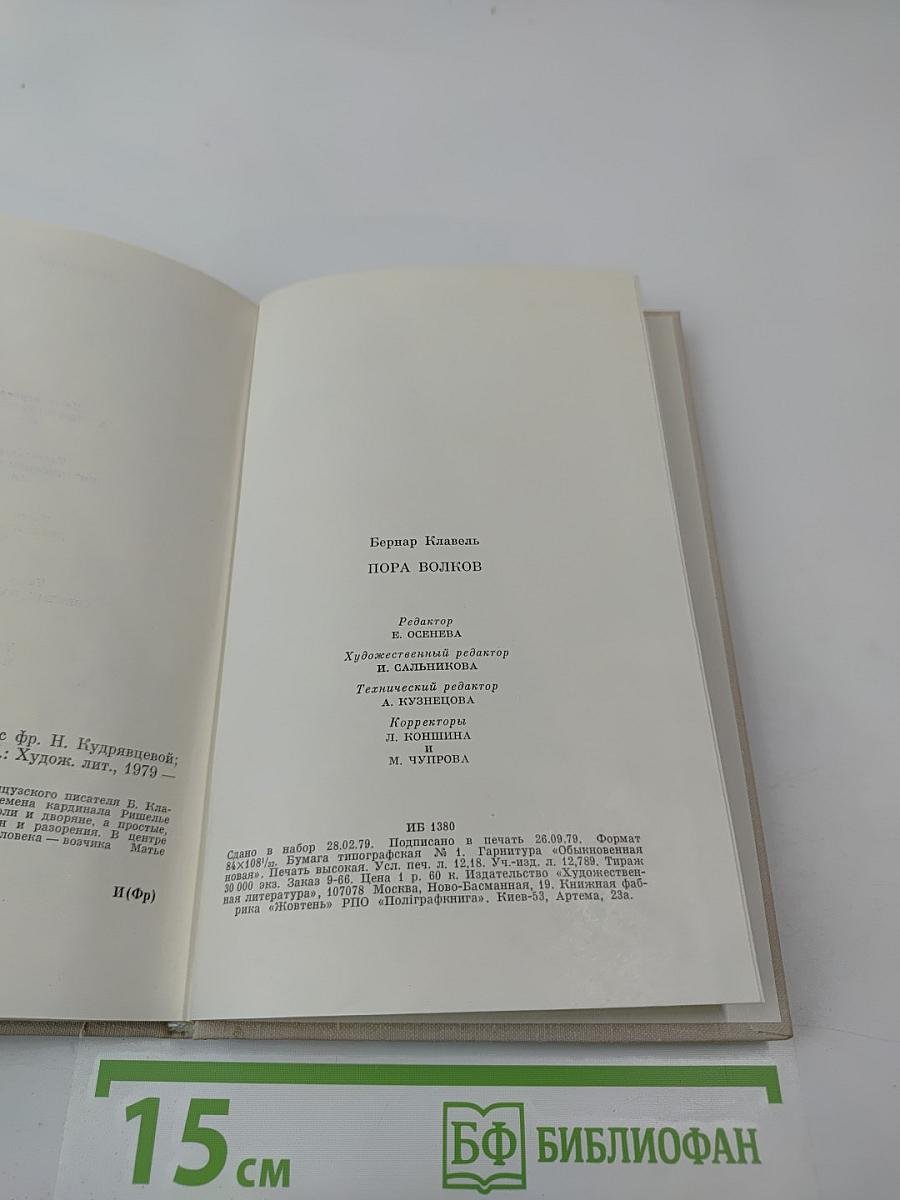 с фр. Н. Кудрявцевой;
.: Худож. лит., 1979 —
цузского писателя Б. Кла-
емена кардинала Ришелье
оли и дворяне, а простые,
н и разорения. В центре
ловека — возчика Матье
И(Фр)
Бернар Клавель
ПОРА ВОЛКОВ
Редактор
Е. ОСЕНЕВА
Художественный редактор
И. САЛЬНИКОВА
Технический редактор
А. КУЗНЕЦОВА
Корректоры
Л. КОНШИНА
и
М. ЧУПРОВА
ИБ 1380
Сдано в набор 28.02.79. Подписано в печать 26.09.79. Формат
84×108¹/₃₂. Бумага типографская № 1. Гарнитура «Обыкновенная
новая». Печать высокая. Усл. печ. л. 12,18. Уч.-изд. л. 12,789. Тираж
30 000 экз. Заказ 9-66. Цена 1 р. 60 к. Издательство «Художествен-
ная литература», 107078 Москва, Ново-Басманная, 19. Книжная фаб-
рика «Жовтень» РПО «Поліграфкнига». Киев-53, Артема, 23а.
15 см
БФ БИБЛИОФАН